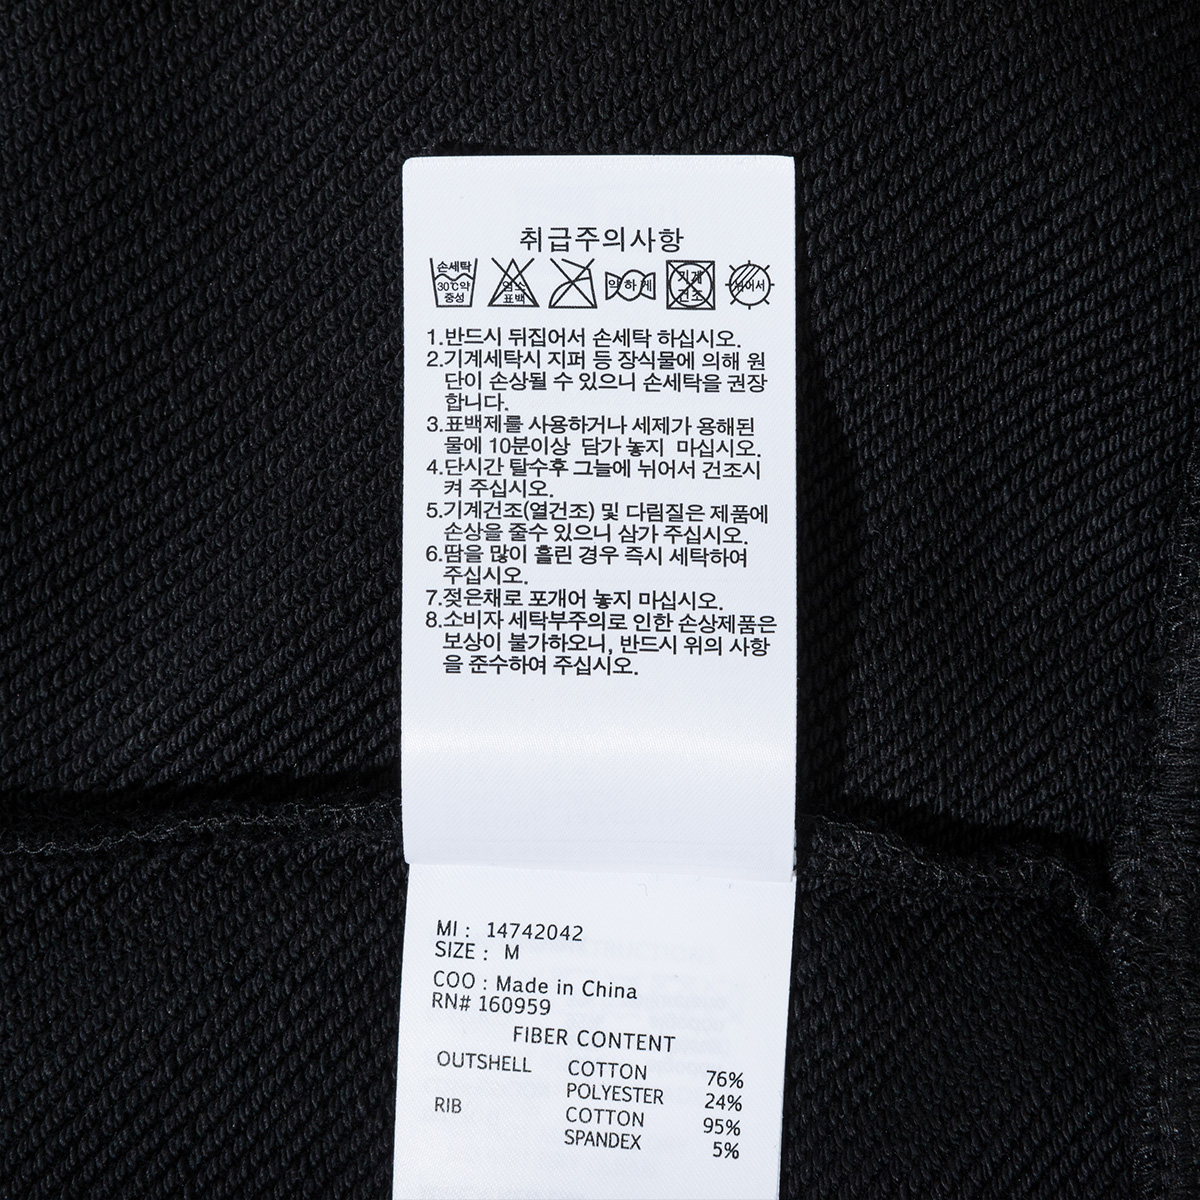 취급주의사항
손세탁 30℃약 중성 염소 표백 약하게 기계 건조 뉘어서
1.반드시 뒤집어서 손세탁 하십시오.
2.기계세탁시 지퍼 등 장식물에 의해 원
단이 손상될 수 있으니 손세탁을 권장
합니다.
3.표백제를 사용하거나 세제가 용해된
물에 10분이상 담가 놓지 마십시오.
4.단시간 탈수후 그늘에 뉘어서 건조시
켜 주십시오.
5.기계건조(열건조) 및 다림질은 제품에
손상을 줄수 있으니 삼가 주십시오.
6.땀을 많이 흘린 경우 즉시 세탁하여
주십시오.
7.젖은채로 포개어 놓지 마십시오.
8.소비자 세탁부주의로 인한 손상제품은
보상이 불가하오니, 반드시 위의 사항
을 준수하여 주십시오.
MI : 14742042
SIZE : M
COO : Made in China
RN# 160959
FIBER CONTENT
OUTSHELL COTTON 76%
POLYESTER 24%
RIB COTTON 95%
SPANDEX 5%